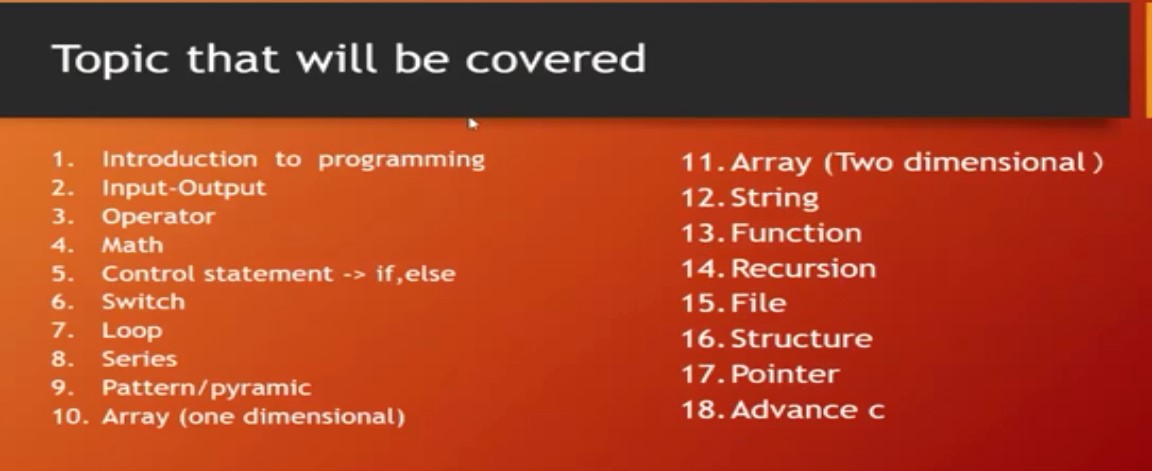 Topic that will be covered
1. Introduction to programming
2. Input-Output
3. Operator
4. Math
5. Control statement -> if,else
6. Switch
7. Loop
8. Series
9. Pattern/pyramic
10. Array (one dimensional)
11. Array (Two dimensional)
12. String
13. Function
14. Recursion
15. File
16. Structure
17. Pointer
18. Advance c